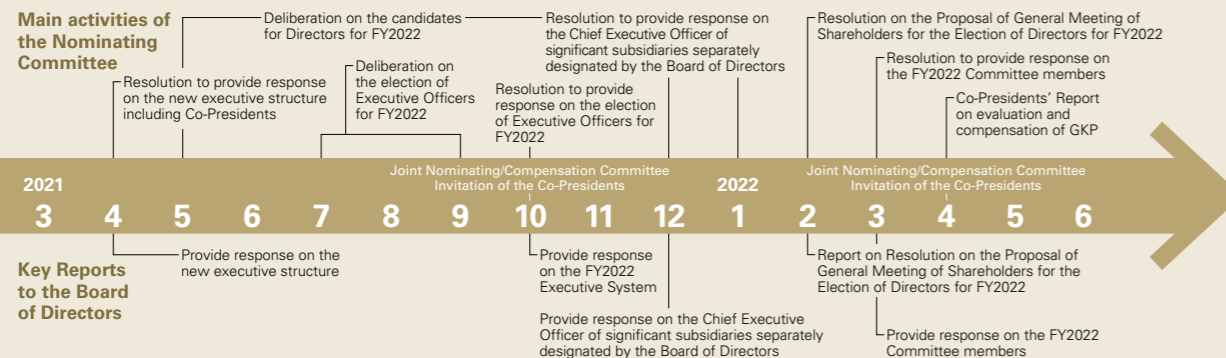 Main activities of
the Nominating
Committee
Resolution to provide response
on the new executive structure
including Co-Presidents
Deliberation on the candidates
for Directors for FY2022
Deliberation on
the election of
Executive Officers
for FY2022
Resolution to provide
response on the election
of Executive Officers for
FY2022
Resolution to provide response on
the Chief Executive Officer of
significant subsidiaries separately
designated by the Board of Directors
Resolution on the Proposal of General Meeting of
Shareholders for the Election of Directors for FY2022
Resolution to provide response on
the FY2022 Committee members
Co-Presidents' Report
on evaluation and
compensation of GKP
Joint Nominating/Compensation Committee
Invitation of the Co-Presidents
Joint Nominating/Compensation Committee
Invitation of the Co-Presidents
2021
2022
3 4 5 6 7 8 9 10 11 12 1 2 3 4 5 6
Key Reports
to the Board
of Directors
Provide response on the
new executive structure
Provide response
on the FY2022
Executive System
Provide response on the Chief Executive
Officer of significant subsidiaries separately
designated by the Board of Directors
Report on Resolution on the Proposal of
General Meeting of Shareholders for the
Election of Directors for FY2022
Provide response on the FY2022
Committee members